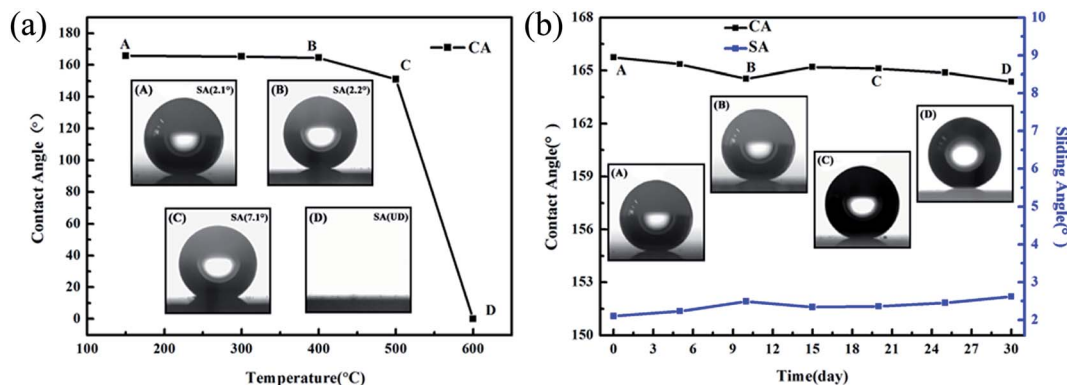 (a)
180
160
140
120
100
80
60
40
20
0
Contact Angle (°)
100
200
300
400
500
600
Temperature(°C)
CA
A
B
C
D
(A)
SA(2.1°)
(B)
SA(2.2°)
(C)
SA(7.1°)
(D)
SA(UD)
(b)
168
165
162
159
156
153
150
Contact Angle(°)
0
3
6
9
12
15
18
21
24
27
30
Time(day)
10
9
8
7
6
5
4
3
2
Sliding Angle(°)
CA
SA
A
B
C
D
(A)
(B)
(C)
(D)